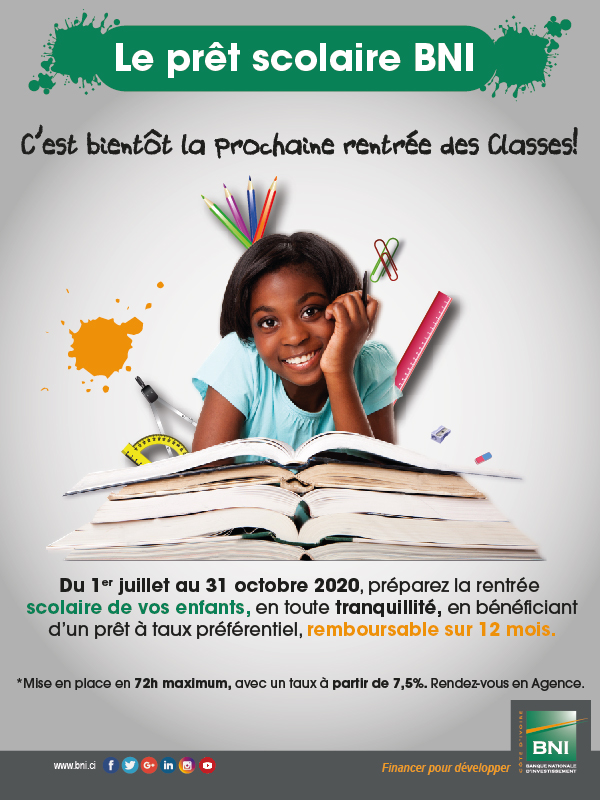 Le prêt scolaire BNI
C'est bientôt la prochaine rentrée des Classes!
Du 1er juillet au 31 octobre 2020, préparez la rentrée
scolaire de vos enfants, en toute tranquillité, en bénéficiant
d'un prêt à taux préférentiel, remboursable sur 12 mois.
*Mise en place en 72h maximum, avec un taux à partir de 7,5%. Rendez-vous en Agence.
www.bni.ci
Financer pour développer
CÔTE D'IVOIRE
BNI
BANQUE NATIONALE
D'INVESTISSEMENT